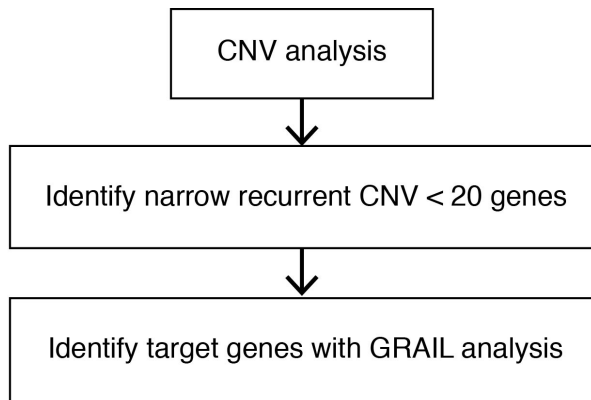 CNV analysis
Identify narrow recurrent CNV < 20 genes
Identify target genes with GRAIL analysis